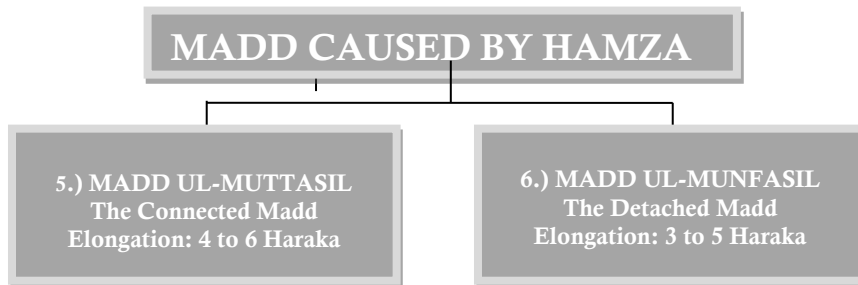 MADD CAUSED BY HAMZA
5.) MADD UL-MUTTASIL
The Connected Madd
Elongation: 4 to 6 Haraka
6.) MADD UL-MUNFASIL
The Detached Madd
Elongation: 3 to 5 Haraka